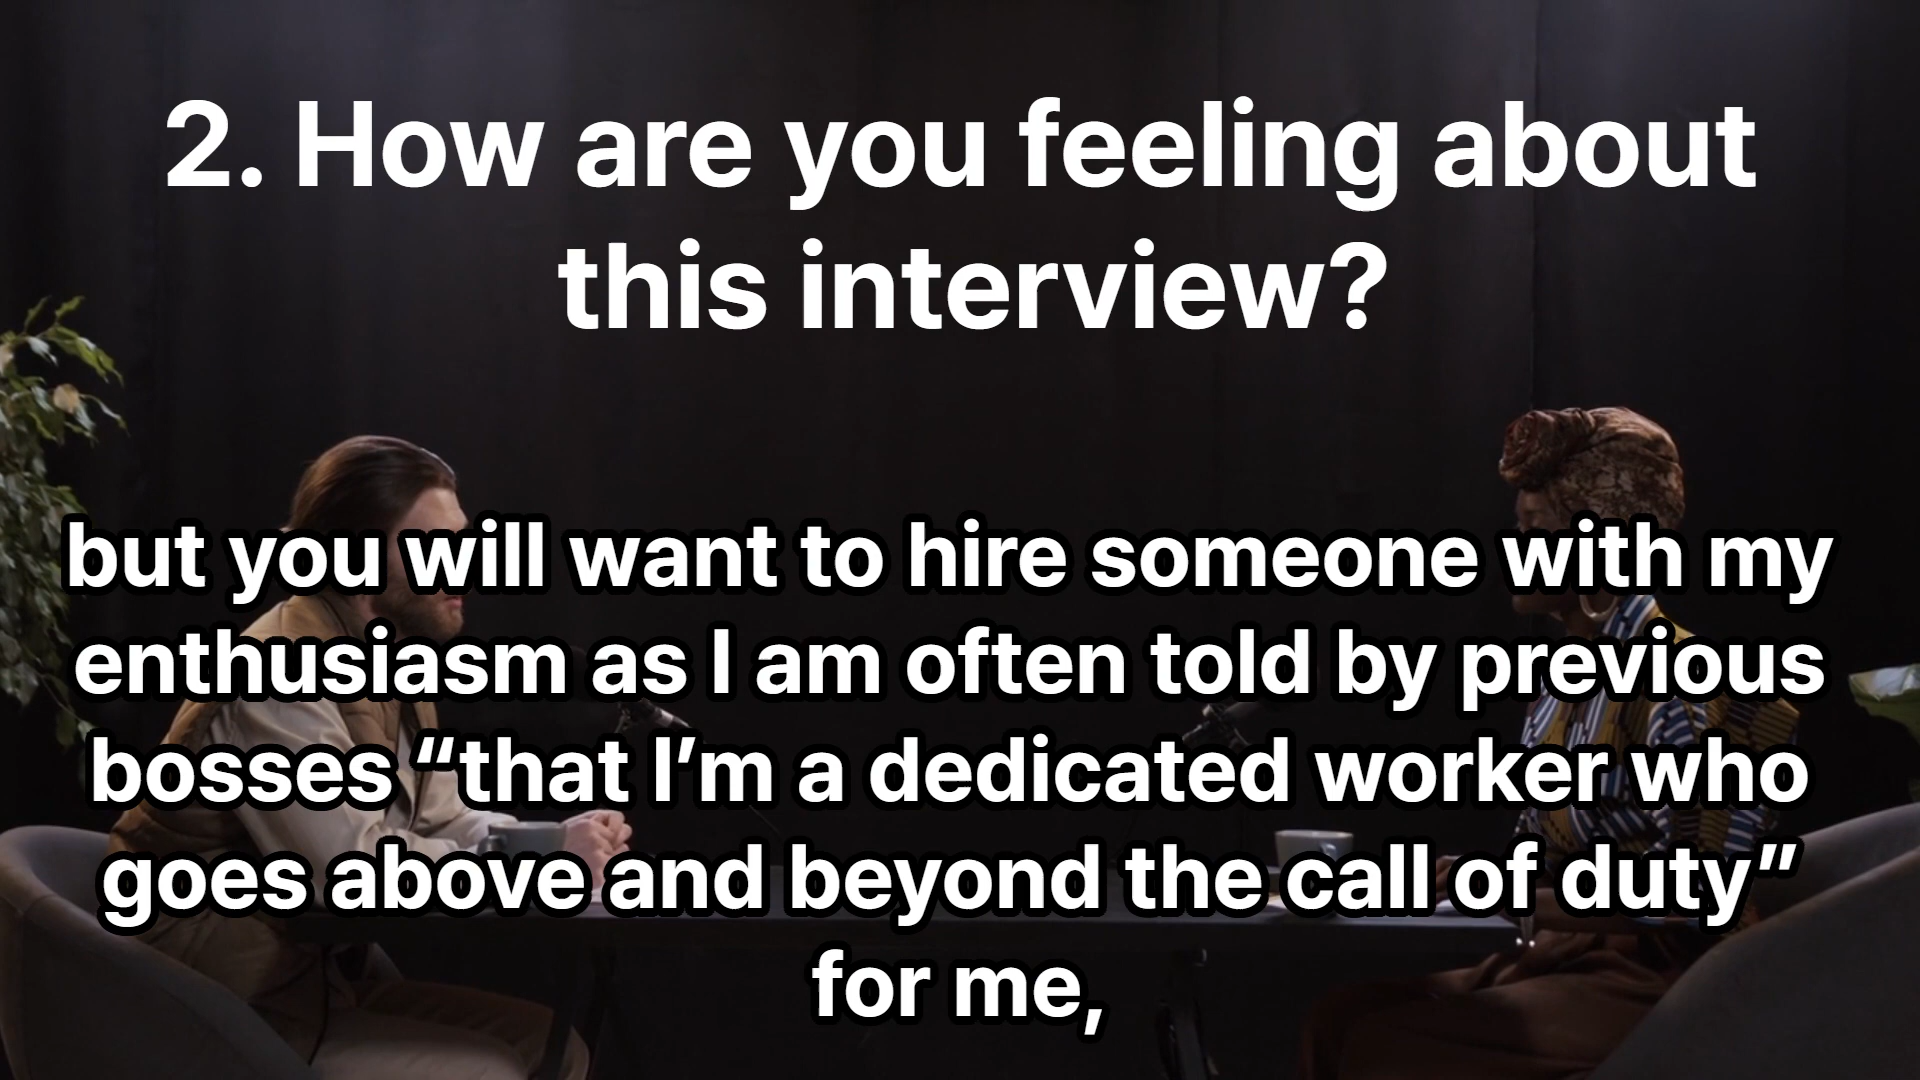 2. How are you feeling about
this interview?
but you will want to hire someone with my
enthusiasm as I am often told by previous
bosses “that I’m a dedicated worker who
goes above and beyond the call of duty”
for me,